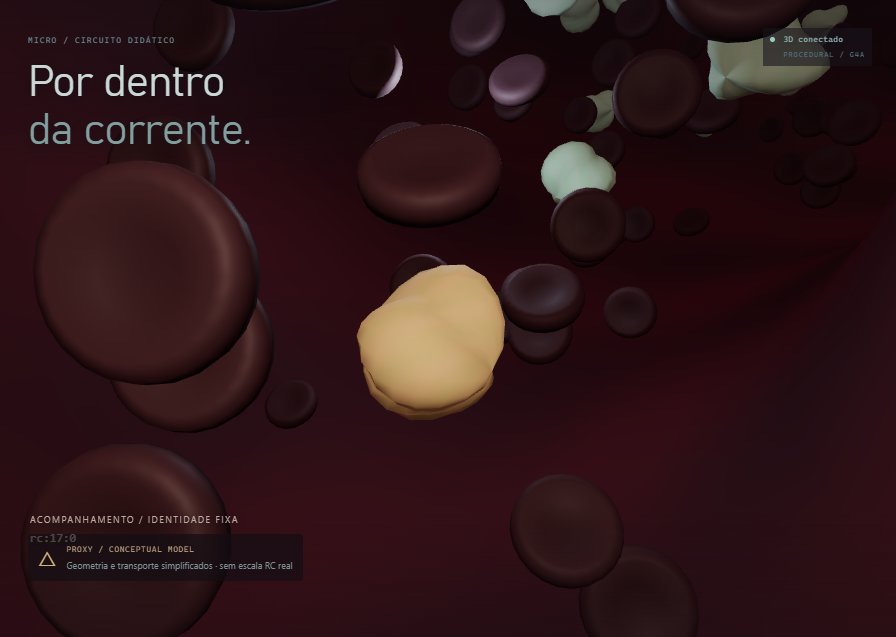 MICRO / CIRCUITO DIDÁTICO
Por dentro
da corrente.
3D conectado
PROCEDURAL / G4A
ACOMPANHAMENTO / IDENTIDADE FIXA
rc:17:0
PROXY / CONCEPTUAL MODEL
Geometria e transporte simplificados · sem escala RC real